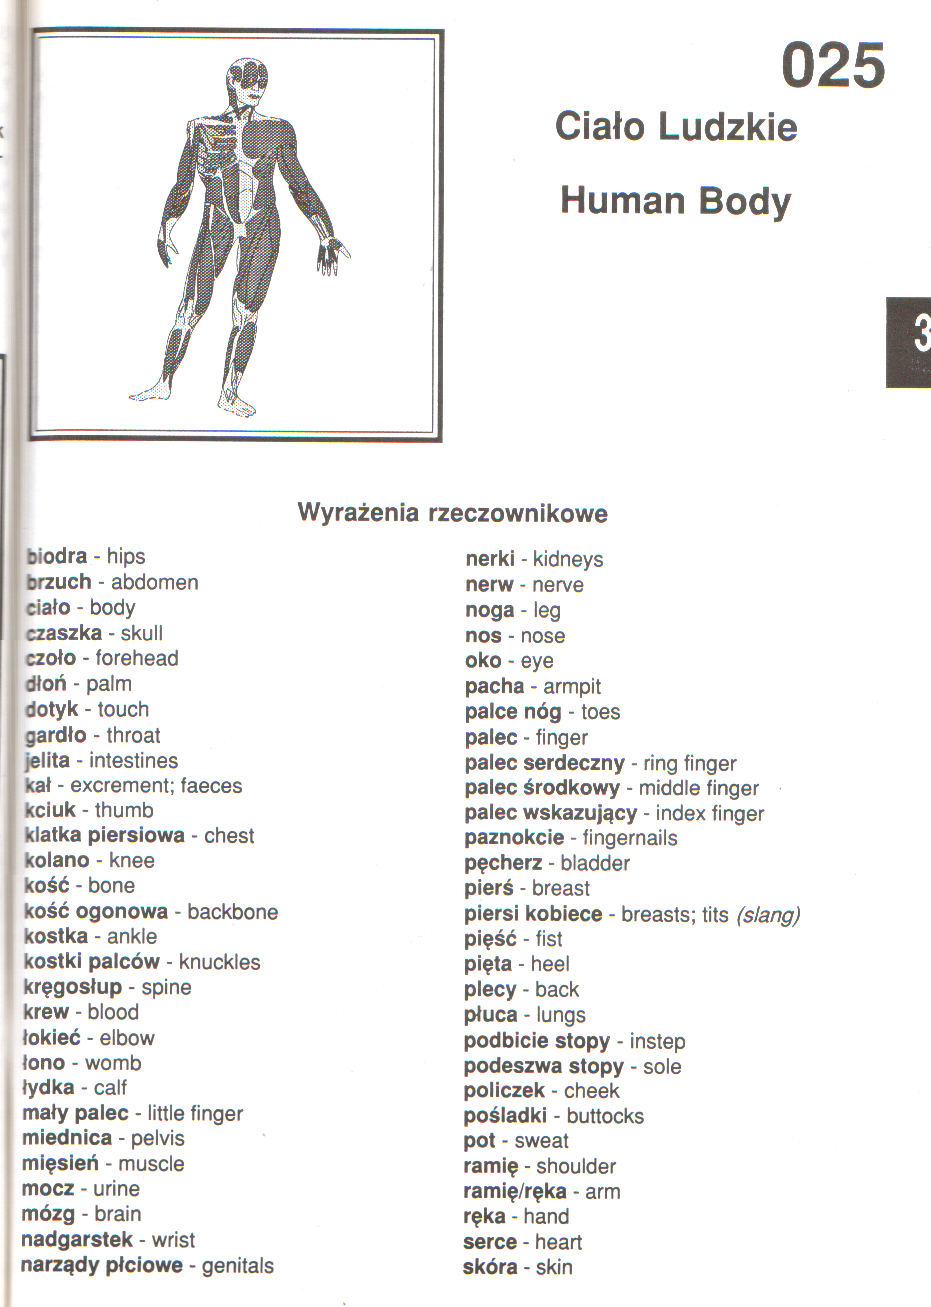 025
Ciało Ludzkie
Human Body
3
Wyrażenia rzeczownikowe
biodra - hips
brzuch - abdomen
ciało - body
czaszka - skull
czoło - forehead
dłoń - palm
dotyk - touch
gardło - throat
jelita - intestines
kał - excrement; faeces
kciuk - thumb
klatka piersiowa - chest
kolano - knee
kość - bone
kość ogonowa - backbone
kostka - ankle
kostki palców - knuckles
kręgosłup - spine
krew - blood
łokieć - elbow
łono - womb
łydka - calf
mały palec - little finger
miednica - pelvis
mięsień - muscle
mocz - urine
mózg - brain
nadgarstek - wrist
narządy płciowe - genitals
nerki - kidneys
nerw - nerve
noga - leg
nos - nose
oko - eye
pacha - armpit
palce nóg - toes
palec - finger
palec serdeczny - ring finger
palec środkowy - middle finger
palec wskazujący - index finger
paznokcie - fingernails
pęcherz - bladder
pierś - breast
piersi kobiece - breasts; tits (slang)
pięść - fist
pięta - heel
plecy - back
płuca - lungs
podbicie stopy - instep
podeszwa stopy - sole
policzek - cheek
pośladki - buttocks
pot - sweat
ramię - shoulder
ramię/ręka - arm
ręka - hand
serce - heart
skóra - skin